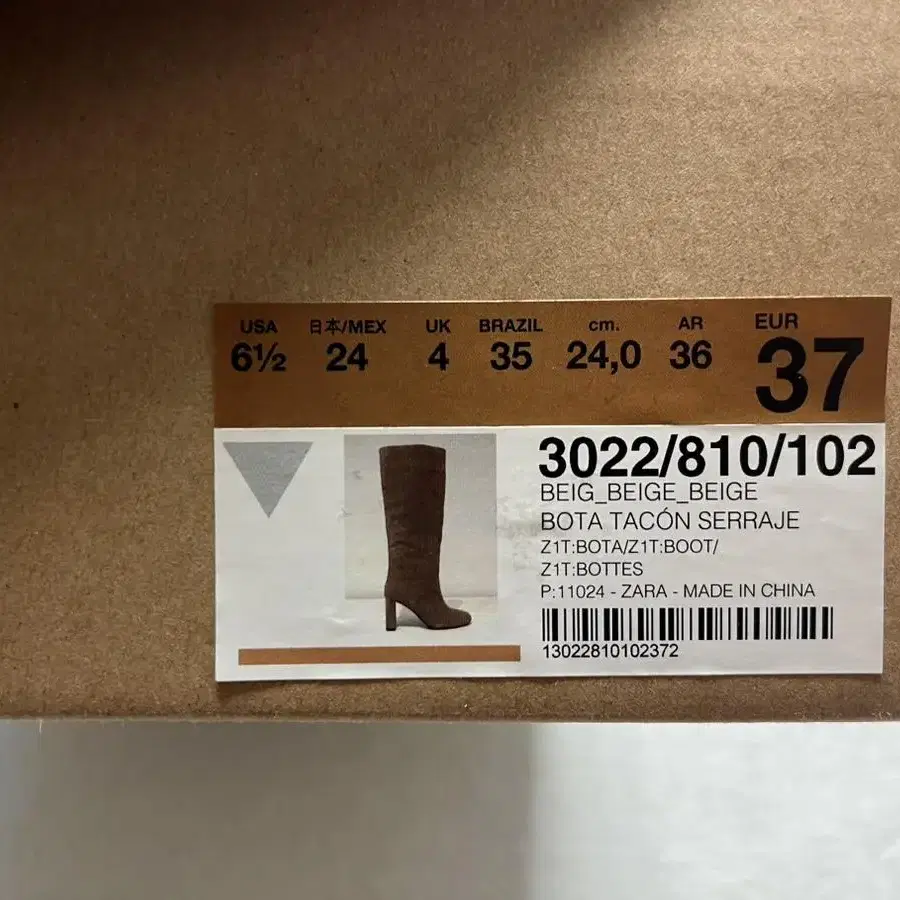 USA 日本/MEX UK BRAZIL cm. AR EUR
6½ 24 4 35 24,0 36 37
3022/810/102
BEIG_BEIGE_BEIGE
BOTA TACÓN SERRAJE
Z1T:BOTA/Z1T:BOOT/
Z1T:BOTTES
P:11024 - ZARA - MADE IN CHINA
13022810102372